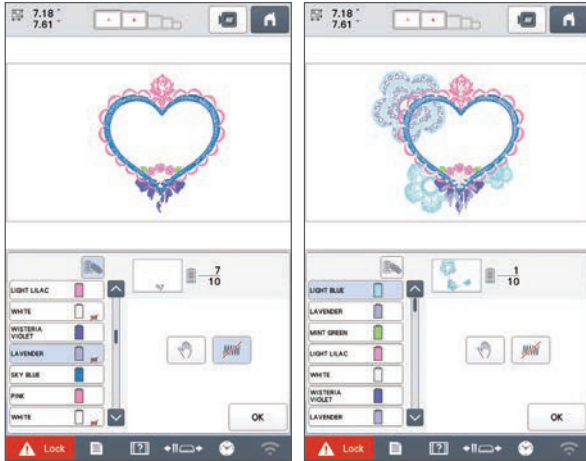 7.18 "
7.61 "
7
10
LIGHT LILAC
WHITE
WISTERIA
VIOLET
LAVENDER
SKY BLUE
PINK
WHITE
OK
Lock
7.18 "
7.61 "
1
10
LIGHT BLUE
LAVENDER
MINT GREEN
LIGHT LILAC
WHITE
WISTERIA
VIOLET
LAVENDER
OK
Lock